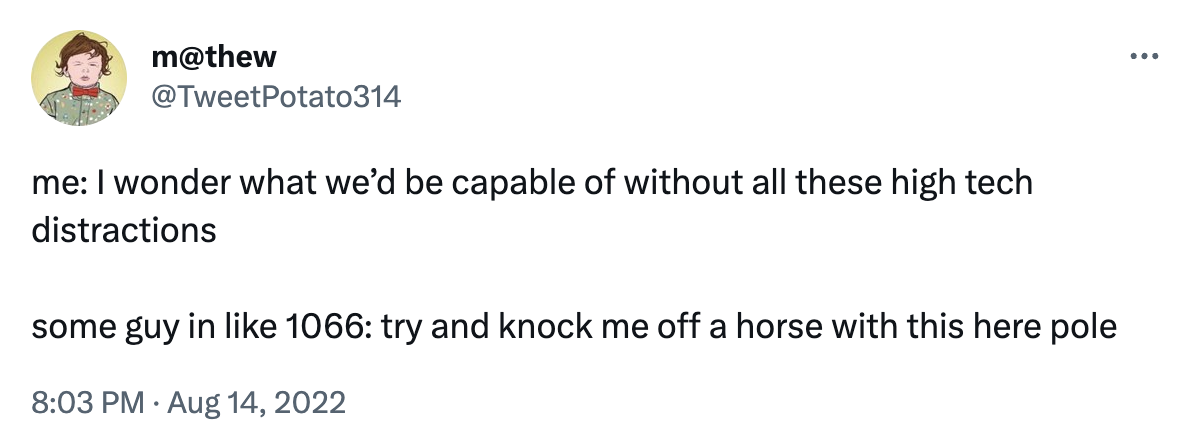 m@thew
@TweetPotato314
me: I wonder what we’d be capable of without all these high tech
distractions
some guy in like 1066: try and knock me off a horse with this here pole
8:03 PM · Aug 14, 2022